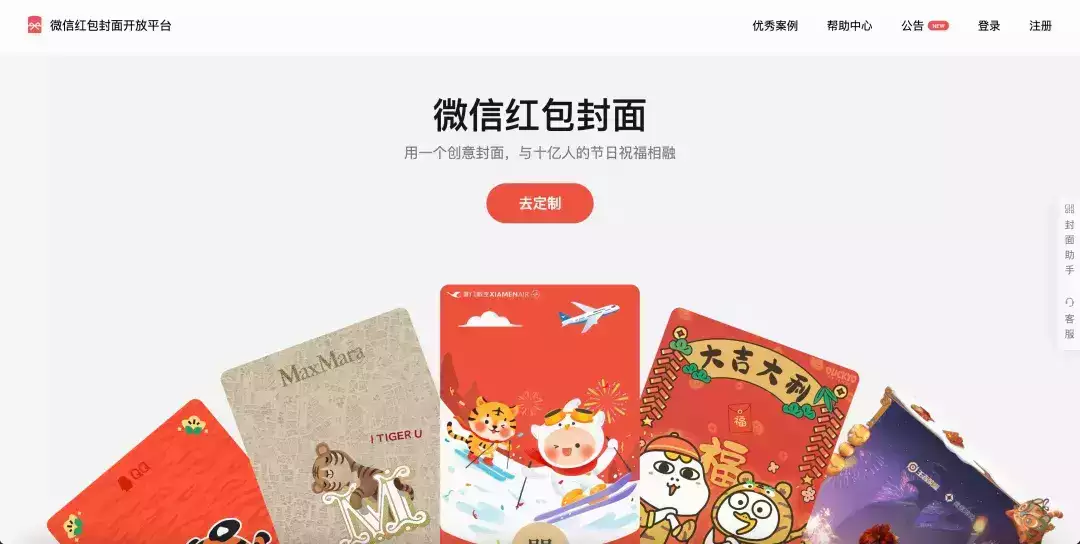 微信红包封面开放平台
优秀案例
帮助中心
公告 NEW
登录
注册
微信红包封面
用一个创意封面，与十亿人的节日祝福相融
去定制
封面助手
客服
QQ
MaxMara
I TIGER U
M
厦门航空 XIAMENAIR
開
大吉大利
福
福